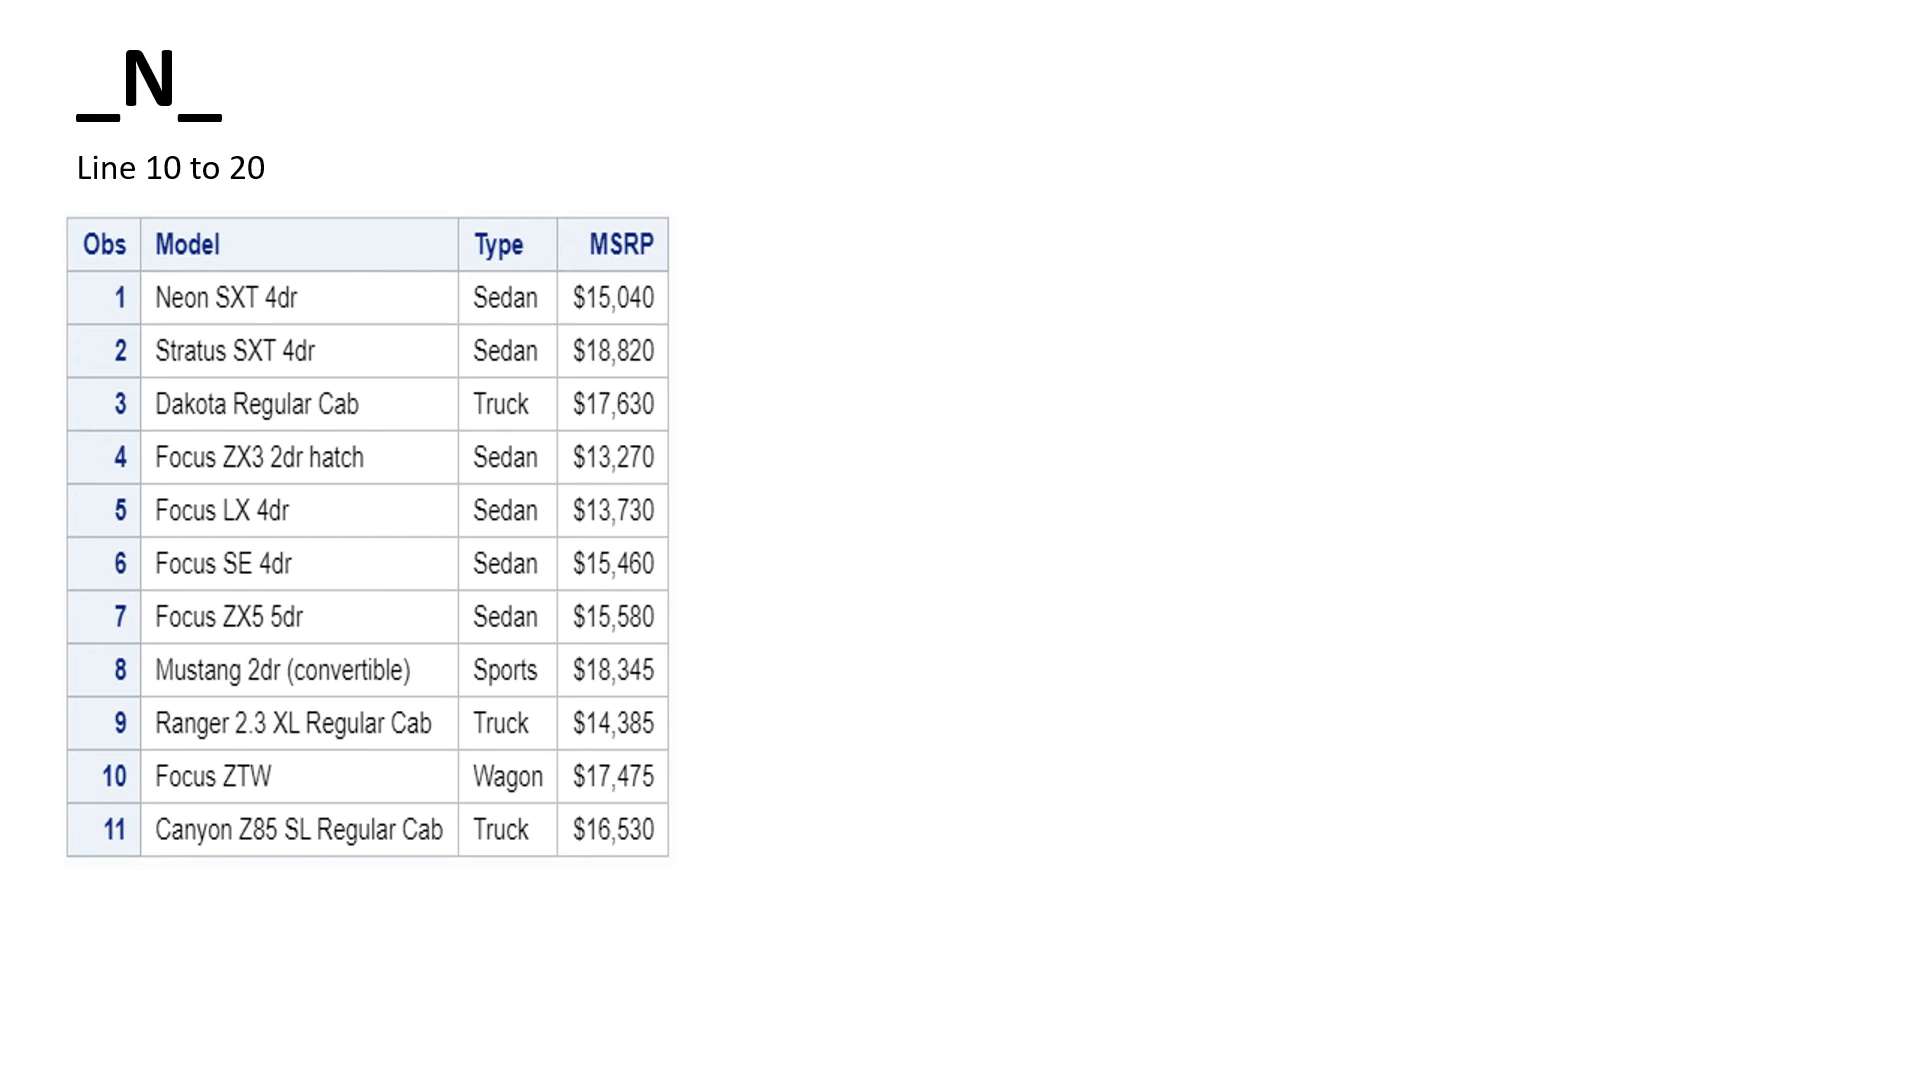 _N_
Line 10 to 20
Obs Model Type MSRP
1 Neon SXT 4dr Sedan $15,040
2 Stratus SXT 4dr Sedan $18,820
3 Dakota Regular Cab Truck $17,630
4 Focus ZX3 2dr hatch Sedan $13,270
5 Focus LX 4dr Sedan $13,730
6 Focus SE 4dr Sedan $15,460
7 Focus ZX5 5dr Sedan $15,580
8 Mustang 2dr (convertible) Sports $18,345
9 Ranger 2.3 XL Regular Cab Truck $14,385
10 Focus ZTW Wagon $17,475
11 Canyon Z85 SL Regular Cab Truck $16,530